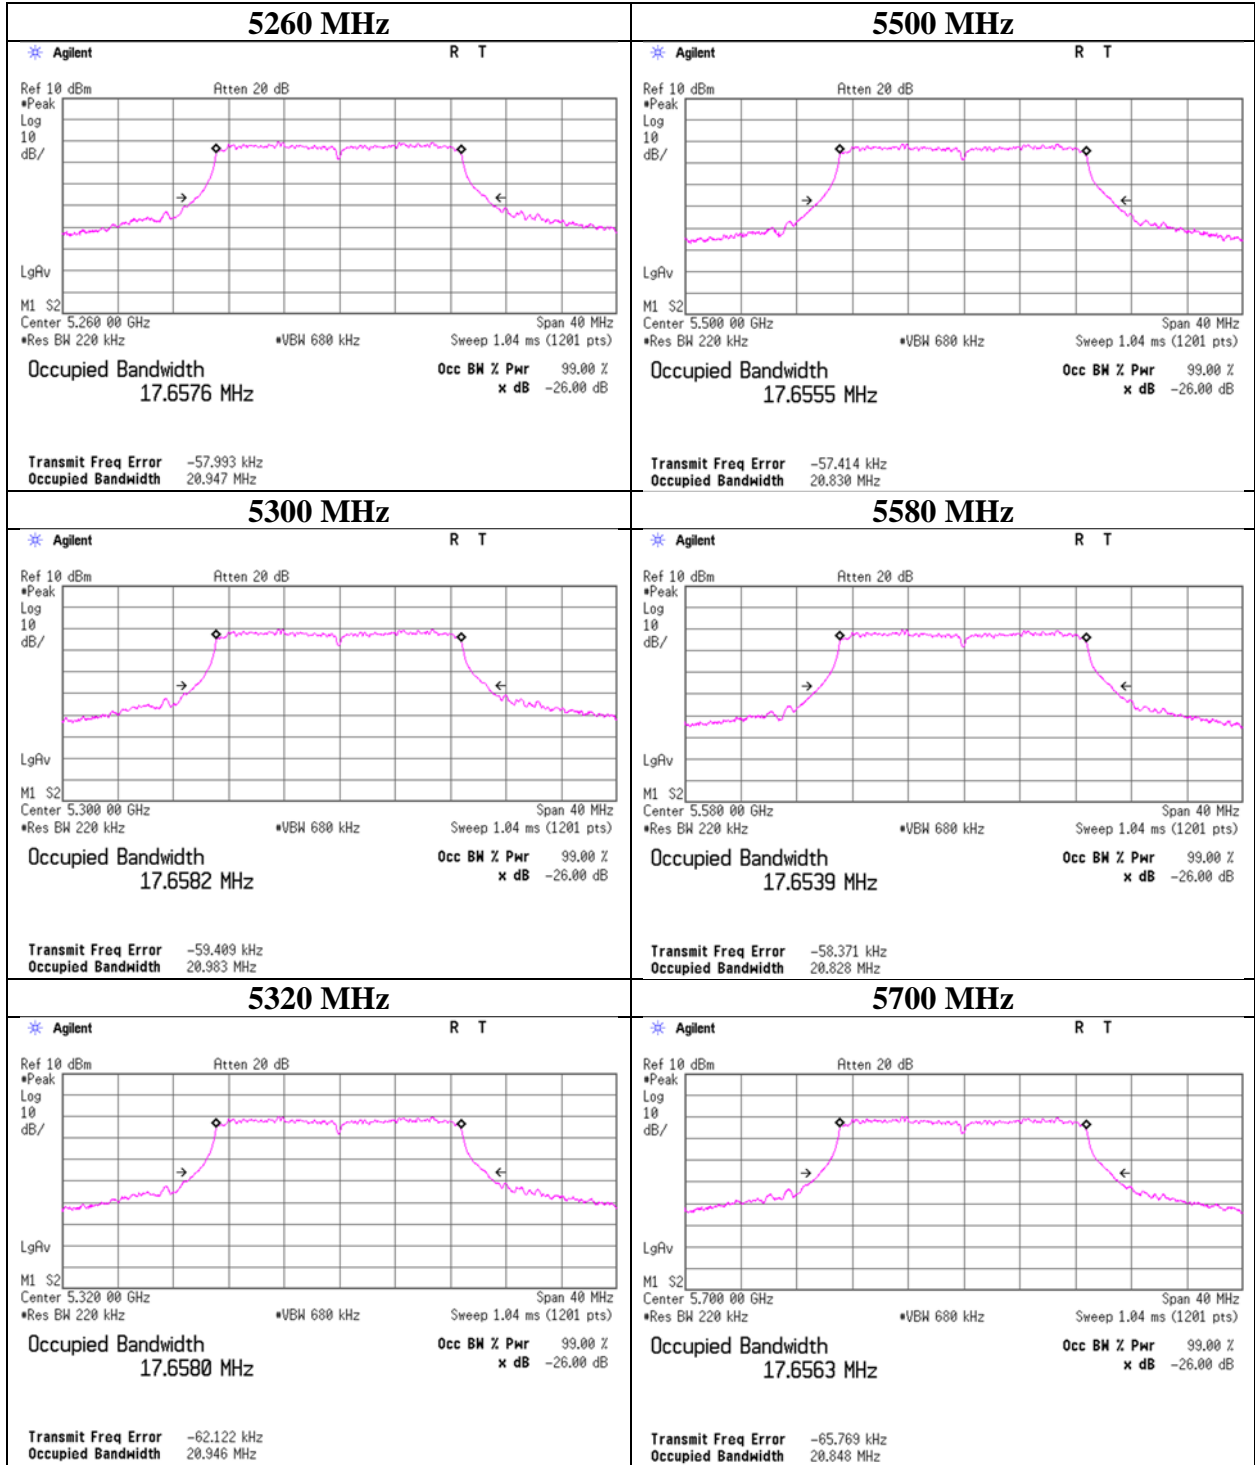 5260 MHz
Agilent R T
Ref 10 dBm Atten 20 dB
*Peak
Log
10
dB/
LgAv
M1 S2
Center 5.260 00 GHz Span 40 MHz
*Res BW 220 kHz *VBW 680 kHz Sweep 1.04 ms (1201 pts)
Occupied Bandwidth Occ BW % Pwr 99.00 %
17.6576 MHz x dB -26.00 dB
Transmit Freq Error -57.993 kHz
Occupied Bandwidth 20.947 MHz
5500 MHz
Agilent R T
Ref 10 dBm Atten 20 dB
*Peak
Log
10
dB/
LgAv
M1 S2
Center 5.500 00 GHz Span 40 MHz
*Res BW 220 kHz *VBW 680 kHz Sweep 1.04 ms (1201 pts)
Occupied Bandwidth Occ BW % Pwr 99.00 %
17.6555 MHz x dB -26.00 dB
Transmit Freq Error -57.414 kHz
Occupied Bandwidth 20.830 MHz
5300 MHz
Agilent R T
Ref 10 dBm Atten 20 dB
*Peak
Log
10
dB/
LgAv
M1 S2
Center 5.300 00 GHz Span 40 MHz
*Res BW 220 kHz *VBW 680 kHz Sweep 1.04 ms (1201 pts)
Occupied Bandwidth Occ BW % Pwr 99.00 %
17.6582 MHz x dB -26.00 dB
Transmit Freq Error -59.409 kHz
Occupied Bandwidth 20.983 MHz
5580 MHz
Agilent R T
Ref 10 dBm Atten 20 dB
*Peak
Log
10
dB/
LgAv
M1 S2
Center 5.580 00 GHz Span 40 MHz
*Res BW 220 kHz *VBW 680 kHz Sweep 1.04 ms (1201 pts)
Occupied Bandwidth Occ BW % Pwr 99.00 %
17.6539 MHz x dB -26.00 dB
Transmit Freq Error -58.371 kHz
Occupied Bandwidth 20.828 MHz
5320 MHz
Agilent R T
Ref 10 dBm Atten 20 dB
*Peak
Log
10
dB/
LgAv
M1 S2
Center 5.320 00 GHz Span 40 MHz
*Res BW 220 kHz *VBW 680 kHz Sweep 1.04 ms (1201 pts)
Occupied Bandwidth Occ BW % Pwr 99.00 %
17.6580 MHz x dB -26.00 dB
Transmit Freq Error -62.122 kHz
Occupied Bandwidth 20.946 MHz
5700 MHz
Agilent R T
Ref 10 dBm Atten 20 dB
*Peak
Log
10
dB/
LgAv
M1 S2
Center 5.700 00 GHz Span 40 MHz
*Res BW 220 kHz *VBW 680 kHz Sweep 1.04 ms (1201 pts)
Occupied Bandwidth Occ BW % Pwr 99.00 %
17.6563 MHz x dB -26.00 dB
Transmit Freq Error -65.769 kHz
Occupied Bandwidth 20.848 MHz